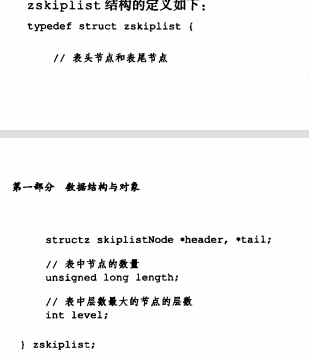 zskiplist 结构的定义如下：
typedef struct zskiplist {
// 表头节点和表尾节点
第一部分 数据结构与对象
structz skiplistNode *header, *tail;
// 表中节点的数量
unsigned long length;
// 表中层数最大的节点的层数
int level;
} zskiplist;